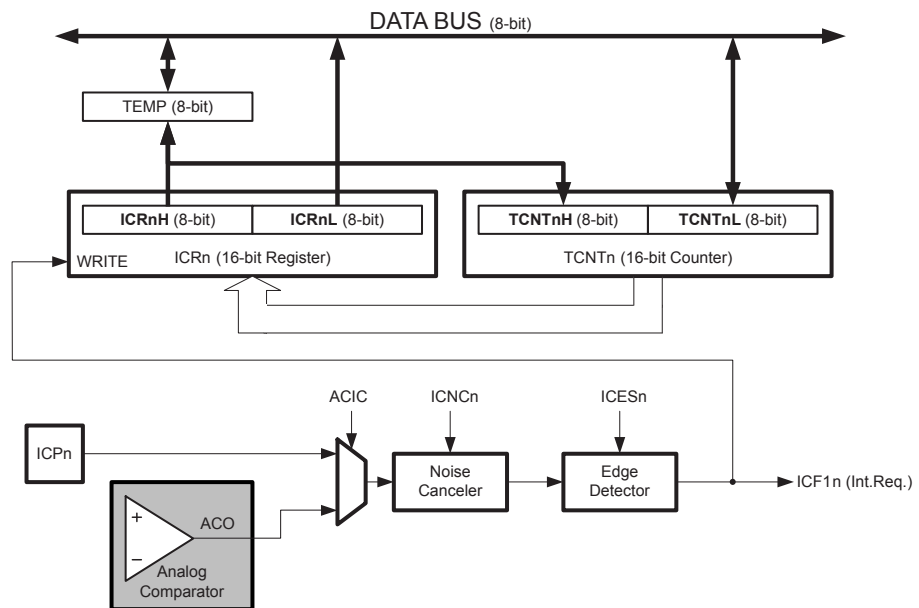 DATA BUS (8-bit)
TEMP (8-bit)
ICRnH (8-bit)
ICRnL (8-bit)
TCNTnH (8-bit)
TCNTnL (8-bit)
WRITE
ICRn (16-bit Register)
TCNTn (16-bit Counter)
ACIC
ICNCn
ICESn
ICPn
Noise
Canceler
Edge
Detector
ICF1n (Int.Req.)
+
ACO
−
Analog
Comparator